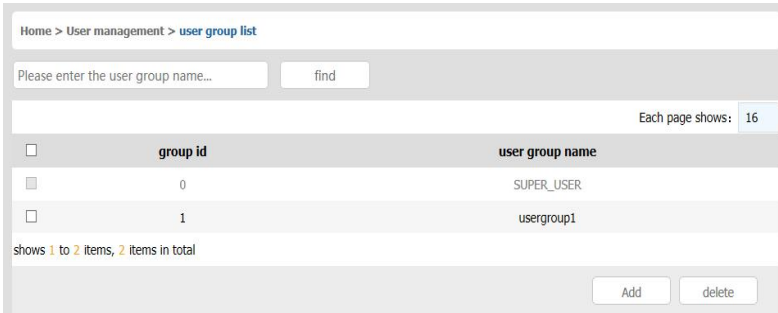 Home > User management > user group list
Please enter the user group name... find
Each page shows: 16
group id user group name
0 SUPER_USER
1 usergroup1
shows 1 to 2 items, 2 items in total
Add delete